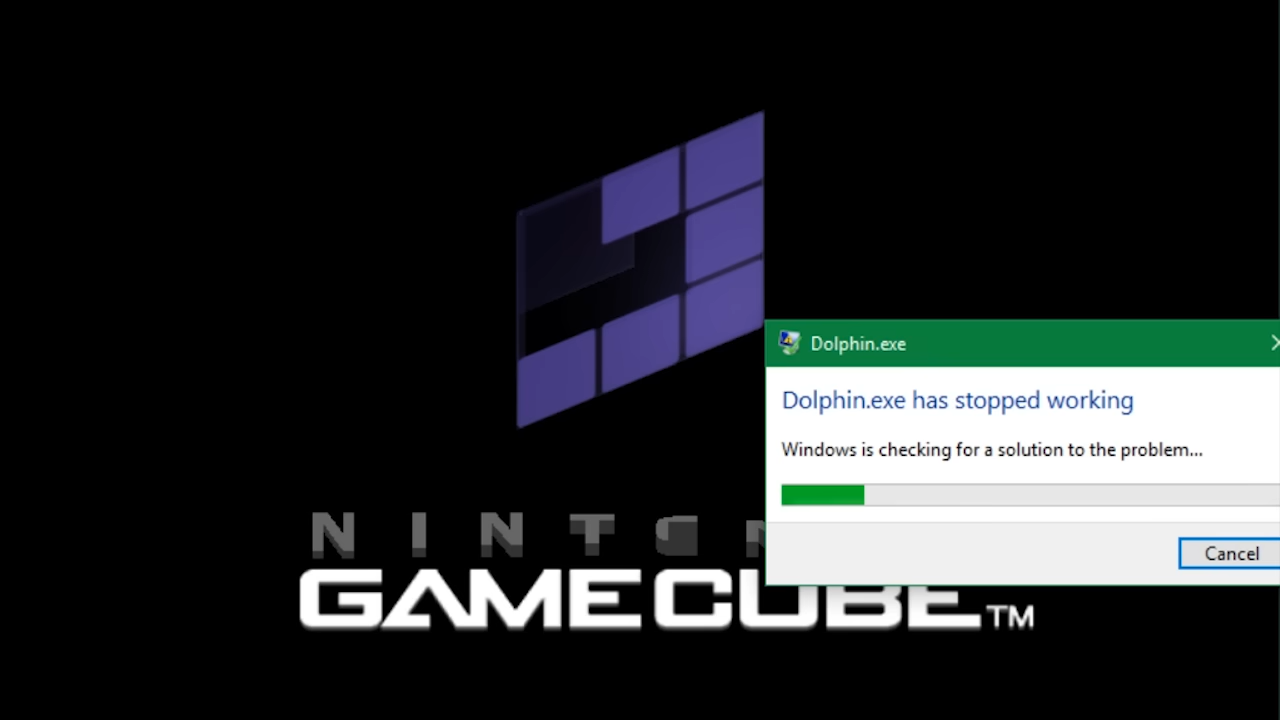 Dolphin.exe
Dolphin.exe has stopped working
Windows is checking for a solution to the problem...
Cancel
GAMECUBE™